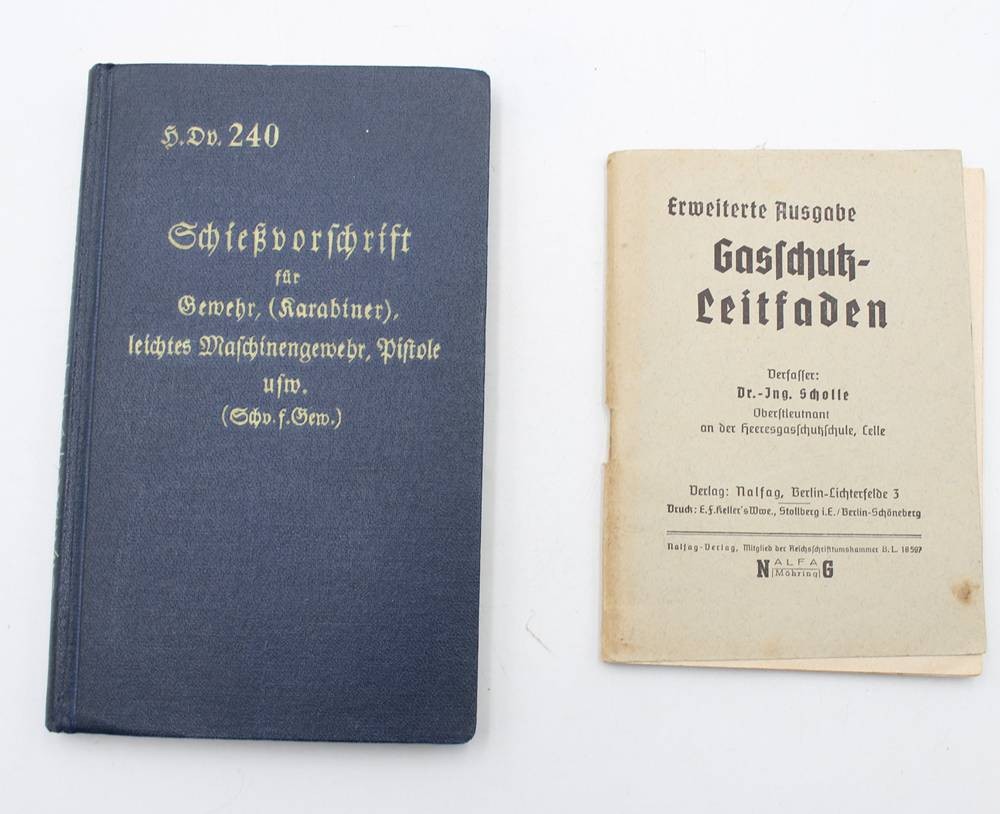 H.Dv. 240
Schießvorschrift
für
Gewehr, (Karabiner),
leichtes Maschinengewehr, Pistole
usw.
(Schv. f. Gew.)
Erweiterte Ausgabe
Gasschutz-
Leitfaden
Verfasser:
Dr.-Ing. Scholle
Oberstleutnant
an der Heeresgasschutzschule, Celle
Verlag: Nalfag, Berlin-Lichterfelde 3
Druck: E. F. Keller's Wwe., Stollberg i.E. / Berlin-Schöneberg
Nalfag-Verlag, Mitglied der Reichsschrifttumskammer B. L. 18597
NALFAG
Möhring